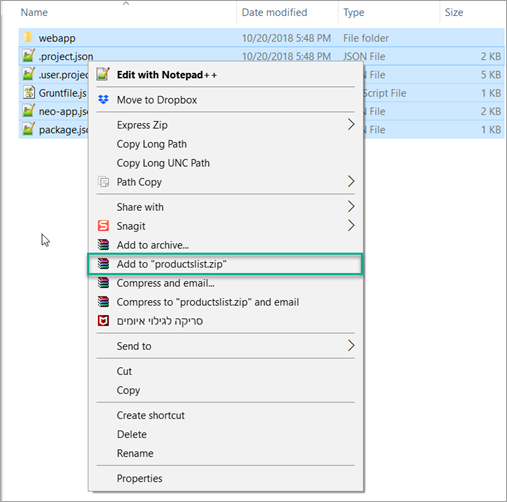 Name Date modified Type Size
webapp 10/20/2018 5:48 PM File folder
.project.json 10/20/2018 5:48 PM JSON File 2 KB
.user.proje File 5 KB
Gruntfile.js Script File 1 KB
neo-app.jso File 2 KB
package.jso File 1 KB
Edit with Notepad++
Move to Dropbox
Express Zip
Copy Long Path
Copy Long UNC Path
Path Copy
Share with
Snagit
Add to archive...
Add to "productslist.zip"
Compress and email...
Compress to "productslist.zip" and email
סריקה לגילוי איומים
Send to
Cut
Copy
Create shortcut
Delete
Rename
Properties